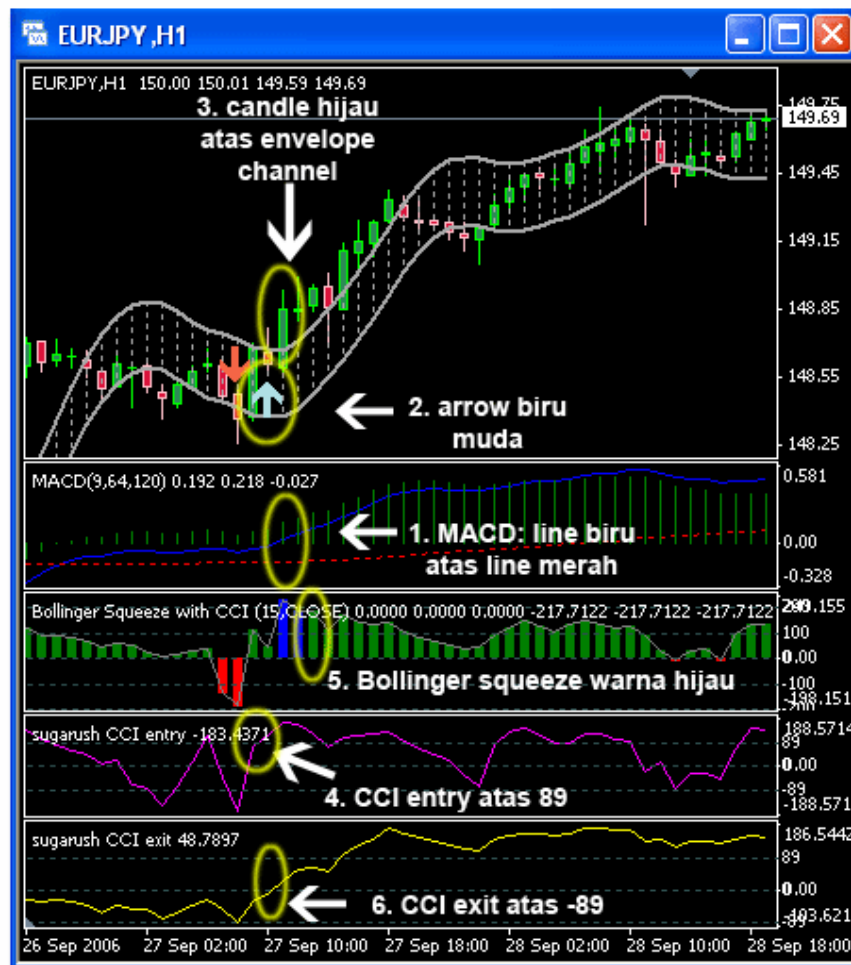 EURJPY,H1
EURJPY,H1 150.00 150.01 149.59 149.69
3. candle hijau
atas envelope
channel
149.75
149.69
149.45
149.15
148.85
148.55
148.25
2. arrow biru
muda
MACD(9,64,120) 0.192 0.218 -0.027
0.581
0.00
-0.328
1. MACD: line biru
atas line merah
Bollinger Squeeze with CCI (15,CLOSE) 0.0000 0.0000 0.0000 -217.7122 -217.7122 -217.7122
100
0.00
-100
-198.151
5. Bollinger squeeze warna hijau
sugarush CCI entry -183.4371
188.5714
89
0.00
-89
-188.571
4. CCI entry atas 89
sugarush CCI exit 48.7897
186.5442
89
0.00
6. CCI exit atas -89
26 Sep 2006 27 Sep 02:00 27 Sep 10:00 27 Sep 18:00 28 Sep 02:00 28 Sep 10:00 28 Sep 18:00